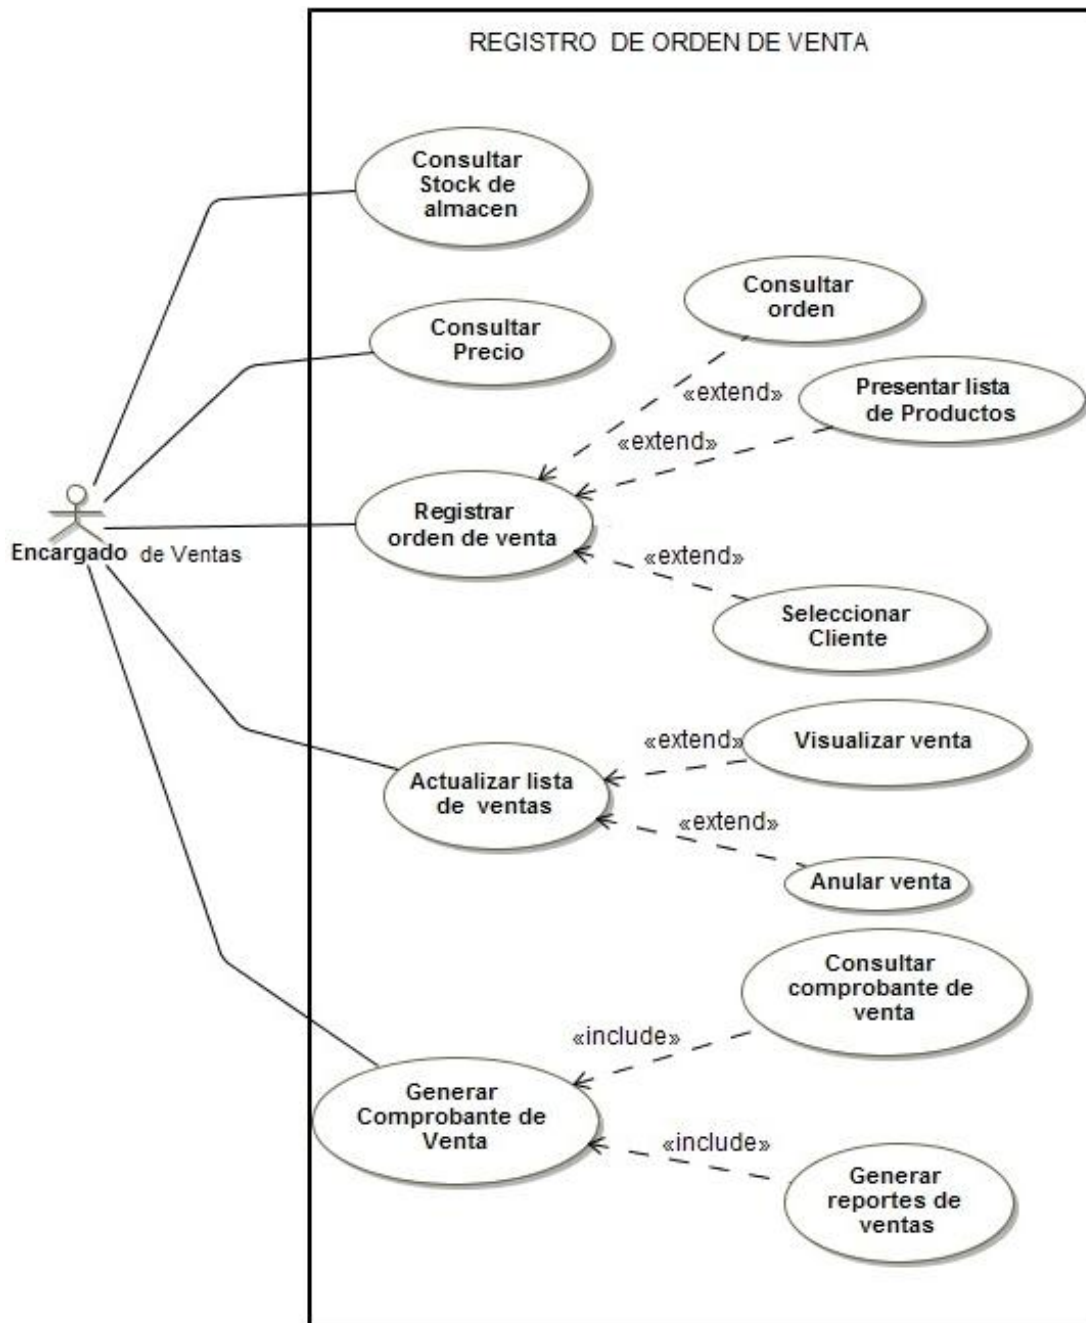 REGISTRO DE ORDEN DE VENTA
Consultar
Stock de
almacen
Consultar
orden
Consultar
Precio
«extend»
Presentar lista
de Productos
«extend»
Registrar
orden de venta
Encargado de Ventas
«extend»
Seleccionar
Cliente
«extend»
Visualizar venta
Actualizar lista
de ventas
«extend»
Anular venta
Consultar
comprobante de
venta
«include»
Generar
Comprobante de
Venta
«include»
Generar
reportes de
ventas